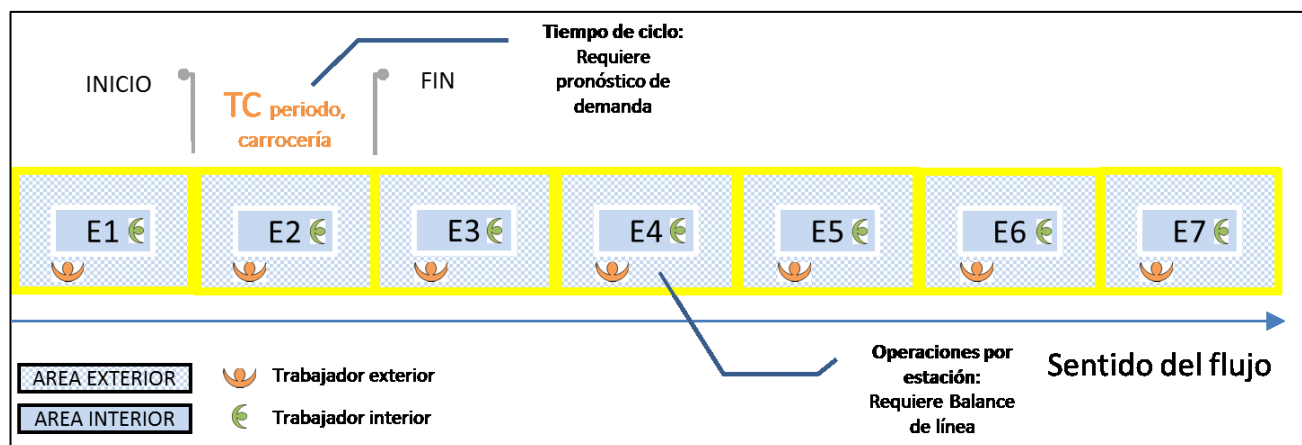 Tiempo de ciclo:
Requiere
pronóstico de
demanda
INICIO
TC periodo,
carrocería
FIN
E1
E2
E3
E4
E5
E6
E7
Operaciones por
estación:
Requiere Balance
de línea
Sentido del flujo
AREA EXTERIOR
Trabajador exterior
AREA INTERIOR
Trabajador interior